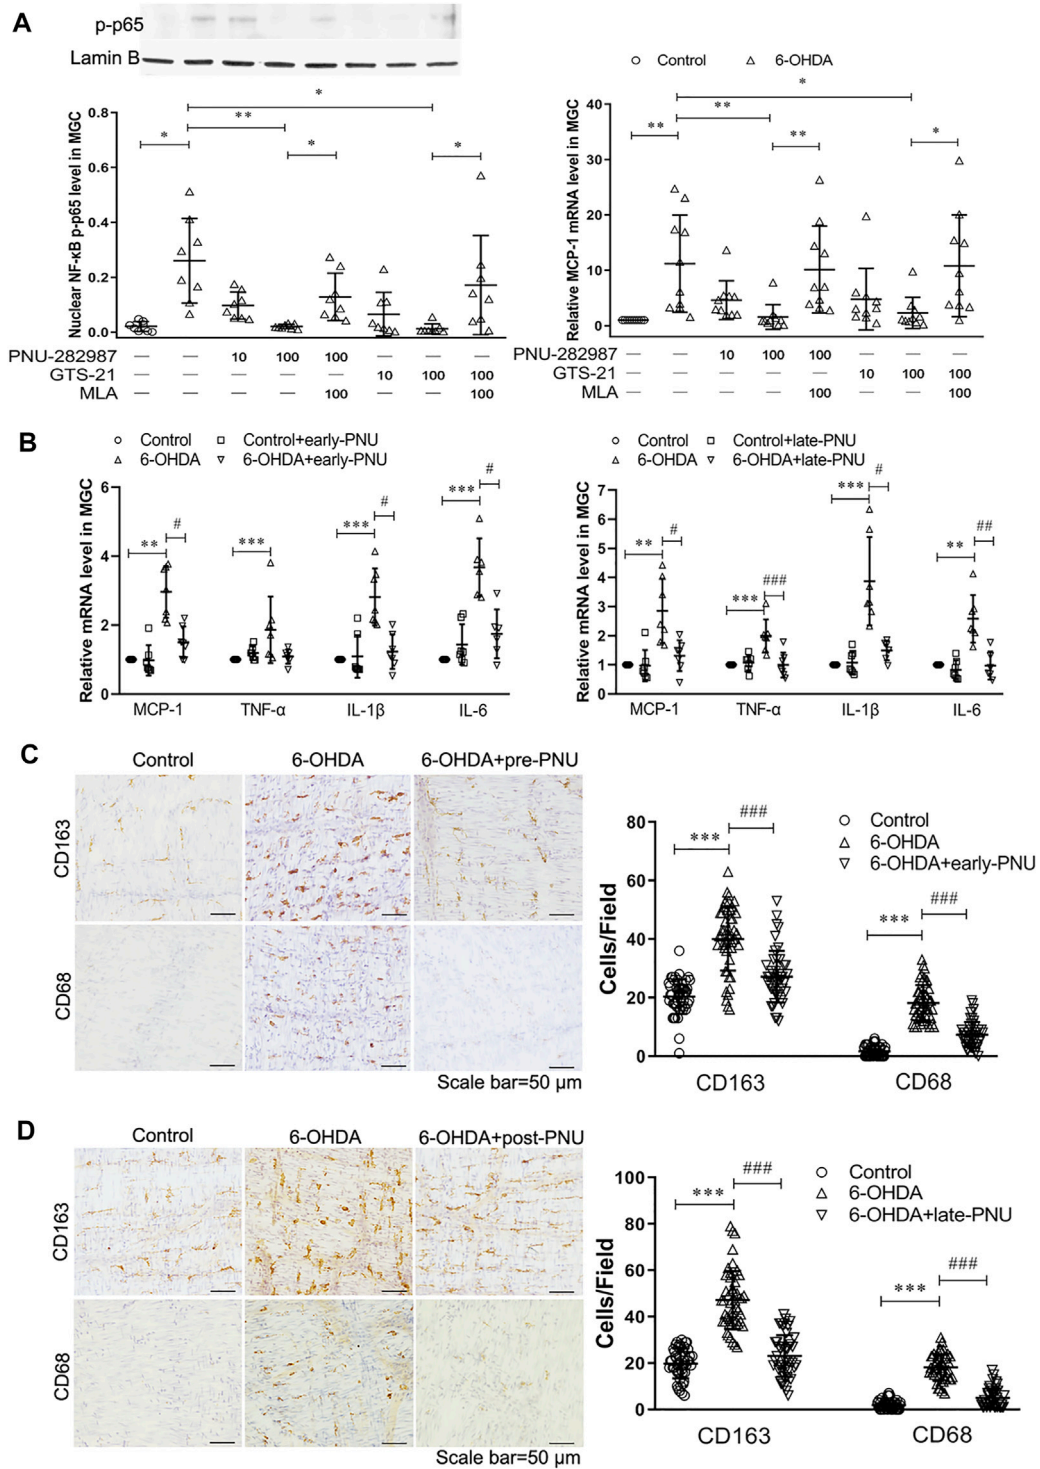 A
p-p65
Lamin B
Nuclear NF-κB p-p65 level in MGC
0.8
0.6
0.4
0.2
0.0
* ** * * *
PNU-282987 — — 10 100 100 — — —
GTS-21 — — — — — 10 100 100
MLA — — — — 100 — — 100
Control 6-OHDA
Relative MCP-1 mRNA level in MGC
40
30
20
10
0
** ** ** * *
PNU-282987 — — 10 100 100 — — —
GTS-21 — — — — — 10 100 100
MLA — — — — 100 — — 100
B
Control Control+early-PNU
6-OHDA 6-OHDA+early-PNU
Relative mRNA level in MGC
6
4
2
0
** # *** *** # *** #
MCP-1 TNF-α IL-1β IL-6
Control Control+late-PNU
6-OHDA 6-OHDA+late-PNU
Relative mRNA level in MGC
7
6
5
4
3
2
1
0
** # *** ### *** # ** ##
MCP-1 TNF-α IL-1β IL-6
C
Control 6-OHDA 6-OHDA+pre-PNU
CD163
CD68
Scale bar=50 µm
Control
6-OHDA
6-OHDA+early-PNU
Cells/Field
80
60
40
20
0
*** ### *** ###
CD163 CD68
D
Control 6-OHDA 6-OHDA+post-PNU
CD163
CD68
Scale bar=50 µm
Control
6-OHDA
6-OHDA+late-PNU
Cells/Field
100
80
60
40
20
0
*** ### *** ###
CD163 CD68